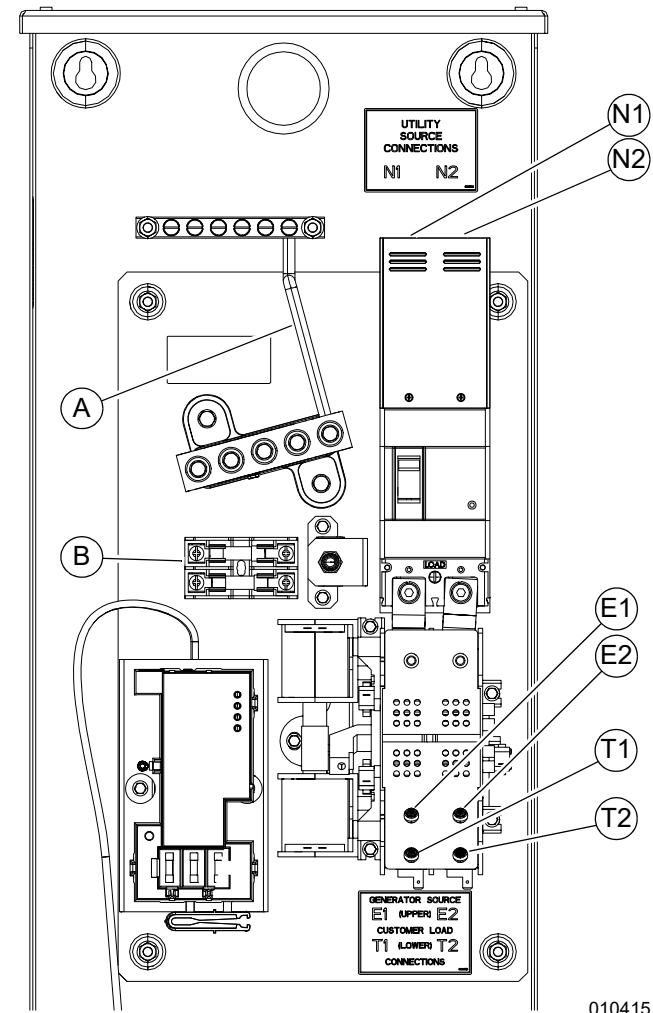 UTILITY
SOURCE
CONNECTIONS
N1 N2
N1
N2
A
B
LOAD
E1
E2
T1
T2
GENERATOR SOURCE
E1 (UPPER) E2
CUSTOMER LOAD
T1 (LOWER) T2
CONNECTIONS
010415